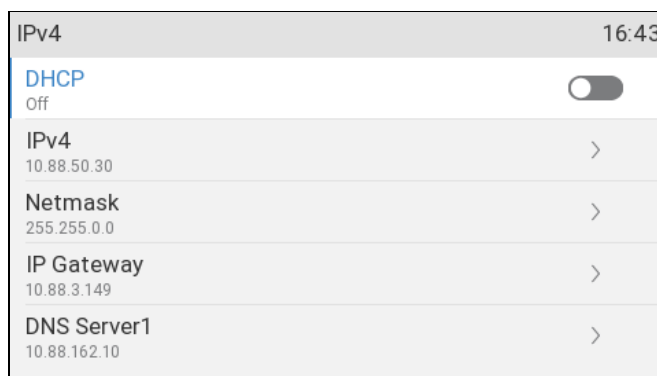 IPv4 16:43
DHCP
Off
IPv4
10.88.50.30
Netmask
255.255.0.0
IP Gateway
10.88.3.149
DNS Server1
10.88.162.10